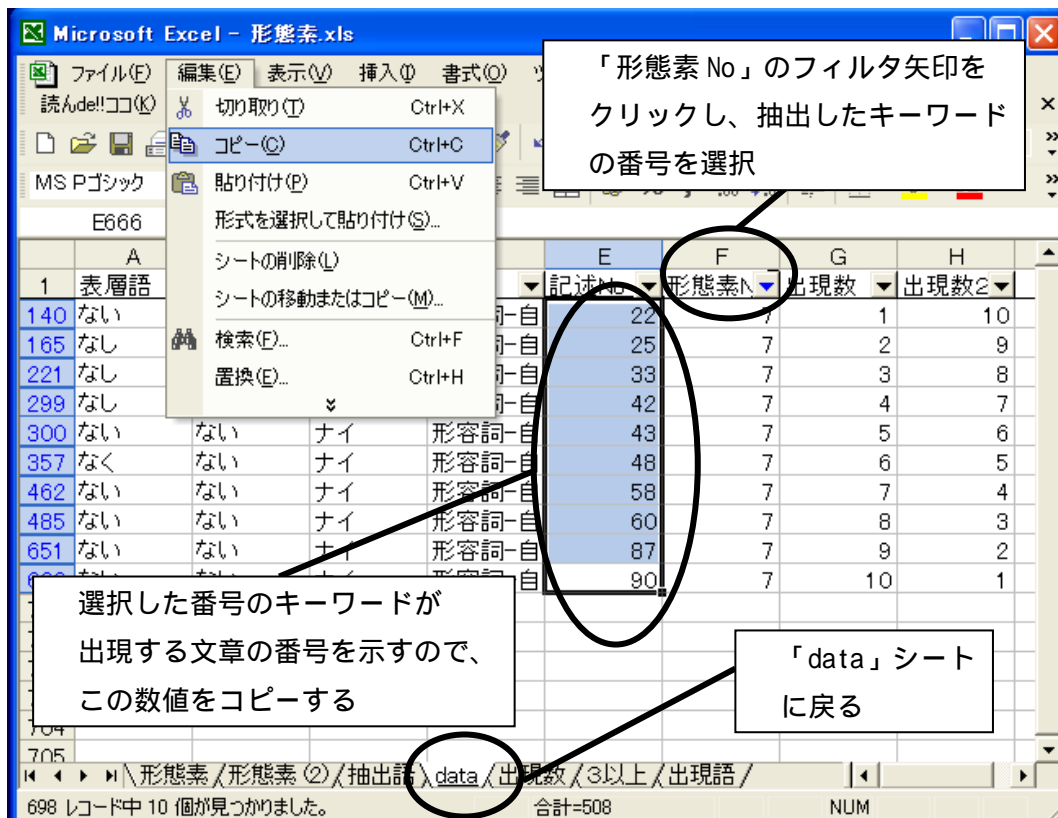 Microsoft Excel - 形態素.xls
ファイル(F) 編集(E) 表示(V) 挿入(I) 書式(O)
読んde!!ココ(K)
切り取り(T) Ctrl+X
コピー(C) Ctrl+C
貼り付け(P) Ctrl+V
形式を選択して貼り付け(S)...
シートの削除(L)
シートの移動またはコピー(M)...
検索(F)... Ctrl+F
置換(E)... Ctrl+H
「形態素 No」のフィルタ矢印を
クリックし、抽出したキーワード
の番号を選択
MS Pゴシック
E666
A E F G H
1 表層語 記述No 形態素N 出現数 出現数2
140 ない 詞-自 22 7 1 10
165 なし 詞-自 25 7 2 9
221 なし 詞-自 33 7 3 8
299 なし 詞-自 42 7 4 7
300 ない ない ナイ 形容詞-自 43 7 5 6
357 なく ない ナイ 形容詞-自 48 7 6 5
462 ない ない ナイ 形容詞-自 58 7 7 4
485 ない ない ナイ 形容詞-自 60 7 8 3
651 ない ない ナイ 形容詞-自 87 7 9 2
90 7 10 1
選択した番号のキーワードが
出現する文章の番号を示すので、
この数値をコピーする
「data」シート
に戻る
704
705
形態素 / 形態素 (2) / 抽出語 \ data / 出現数 / 3以上 / 出現語 /
698 レコード中 10 個が見つかりました。 合計=508 NUM